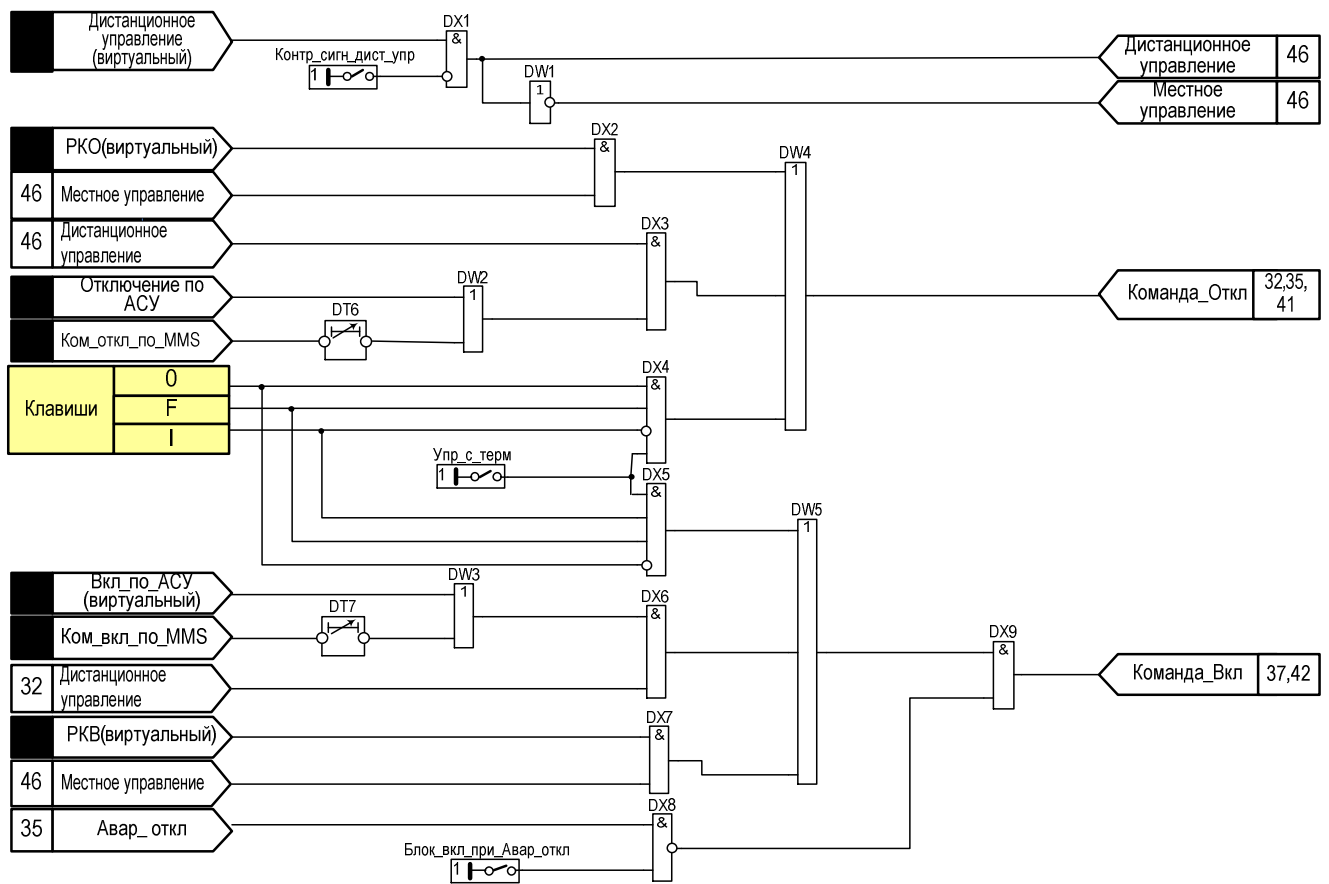 Дистанционное
управление
(виртуальный)
DX1
&
Контр_сигн_дист_упр
1
DW1
1
Дистанционное
управление
46
Местное
управление
46
РКО(виртуальный)
46
Местное управление
DX2
&
46
Дистанционное
управление
DX3
&
DW4
1
Отключение по
АСУ
DW2
1
Ком_откл_по_MMS
DT6
Команда_Откл
32,35,
41
Клавиши
0
F
I
DX4
&
Упр_с_терм
1
DX5
&
DW5
1
Вкл_по_АСУ
(виртуальный)
DW3
1
Ком_вкл_по_MMS
DT7
DX6
&
32
Дистанционное
управление
DX9
&
Команда_Вкл
37,42
РКВ(виртуальный)
DX7
&
46
Местное управление
35
Авар_ откл
DX8
&
Блок_вкл_при_Авар_откл
1